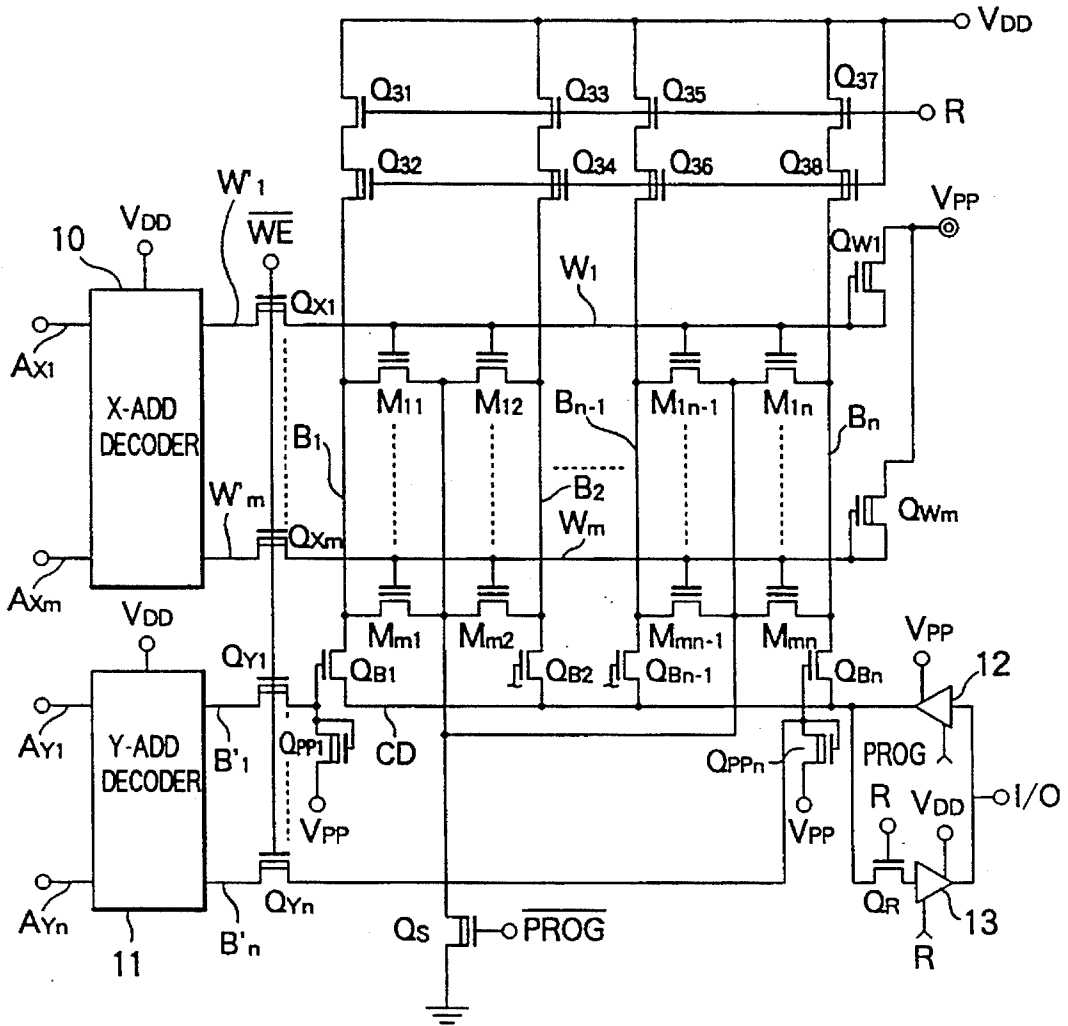 VDD
Q31 Q33 Q35 Q37
R
Q32 Q34 Q36 Q38
W'1
VPP
VDD
WE
10
QW1
QX1
W1
AX1
M11 M12 Bn-1 M1n-1 M1n
X-ADD
DECODER
B1
Bn
W'm
B2
QWm
QXm
Wm
AXm
VDD
Mm1 Mm2 Mmn-1 Mmn
VPP
12
QY1
QB1 QB2 QBn-1 QBn
AY1
Y-ADD
DECODER
B'1
QPP1
CD
QPPn
PROG
I/O
VPP
VPP
R
VDD
AYn
QYn
QR
13
11
B'n
QS
PROG
R